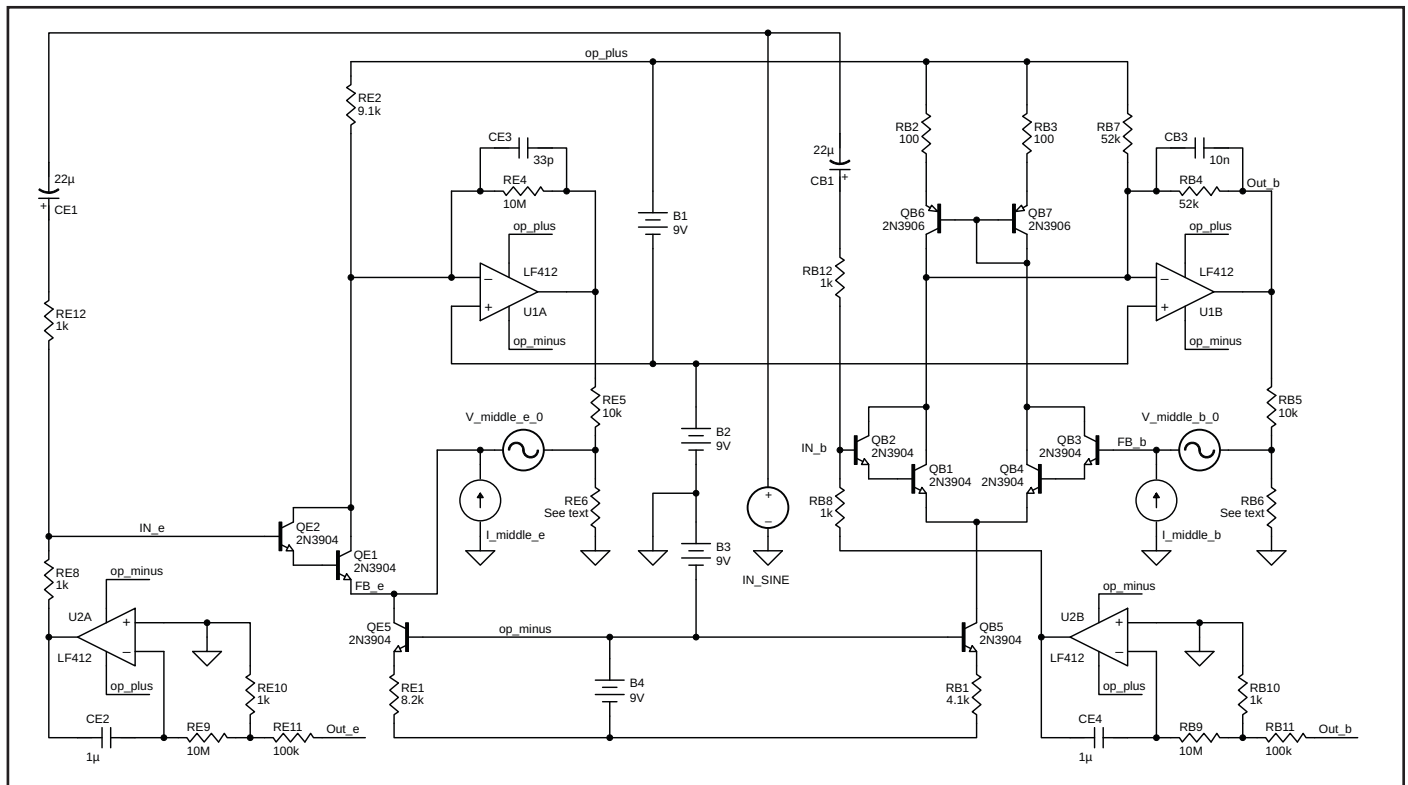 op_plus
RE2
9.1k
CE3
33p
RE4
10M
op_plus
LF412
U1A
op_minus
22µ
CE1
+
RE12
1k
B1
9V
22µ
CB1
+
RB12
1k
RB2
100
RB3
100
RB7
52k
CB3
10n
RB4
52k
Out_b
QB6
2N3906
QB7
2N3906
op_plus
LF412
U1B
op_minus
–
+
–
+
V_middle_e_0
RE5
10k
B2
9V
RE6
See text
I_middle_e
IN_b
QB2
2N3904
QB1
2N3904
QB3
2N3904
QB4
2N3904
FB_b
V_middle_b_0
RB5
10k
RB8
1k
RB6
See text
I_middle_b
IN_e
QE2
2N3904
QE1
2N3904
FB_e
B3
9V
+
–
IN_SINE
RE8
1k
op_minus
U2A
LF412
+
–
op_plus
QE5
2N3904
op_minus
QB5
2N3904
U2B
LF412
op_minus
+
–
op_plus
RE10
1k
RE1
8.2k
B4
9V
RB1
4.1k
RB10
1k
CE2
1µ
RE9
10M
RE11
100k
Out_e
CE4
1µ
RB9
10M
RB11
100k
Out_b